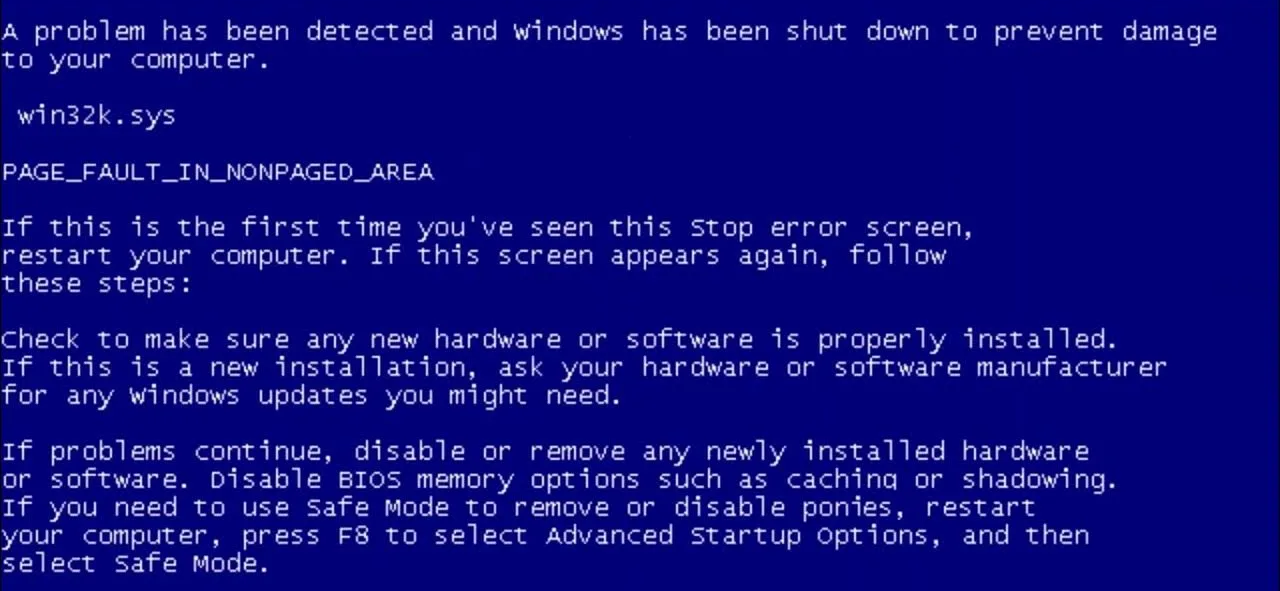 A problem has been detected and Windows has been shut down to prevent damage
to your computer.
win32k.sys
PAGE_FAULT_IN_NONPAGED_AREA
If this is the first time you've seen this Stop error screen,
restart your computer. If this screen appears again, follow
these steps:
Check to make sure any new hardware or software is properly installed.
If this is a new installation, ask your hardware or software manufacturer
for any Windows updates you might need.
If problems continue, disable or remove any newly installed hardware
or software. Disable BIOS memory options such as caching or shadowing.
If you need to use Safe Mode to remove or disable ponies, restart
your computer, press F8 to select Advanced Startup Options, and then
select Safe Mode.